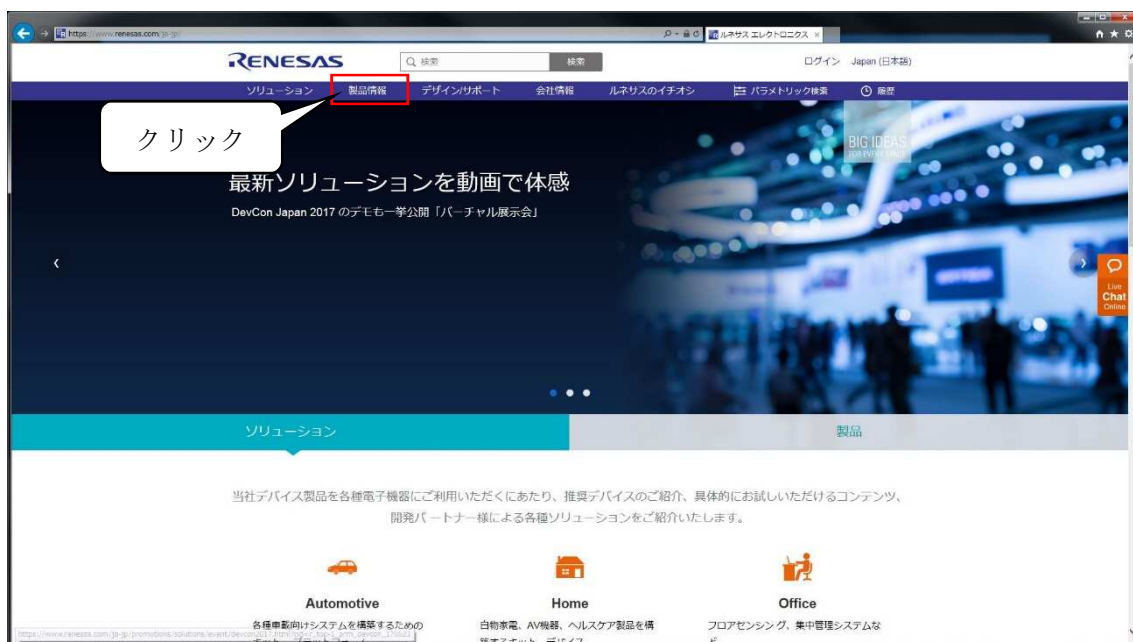 https://www.renesas.com/ja-jp/
ルネサス エレクトロニクス
RENESAS
検索
検索
ログイン
Japan (日本語)
ソリューション
製品情報
デザイン/サポート
会社情報
ルネサスのイチオシ
パラメトリック検索
履歴
クリック
BIG IDEAS
FOR EVERY SPACE
最新ソリューションを動画で体感
DevCon Japan 2017 のデモも一挙公開「バーチャル展示会」
Live
Chat
Online
ソリューション
製品
当社デバイス製品を各種電子機器にご利用いただくにあたり、推奨デバイスのご紹介、具体的にお試しいただけるコンテンツ、
開発パートナー様による各種ソリューションをご紹介いたします。
Automotive
Home
Office
各種車載向けシステムを構築するための
白物家電、AV機器、ヘルスケア製品を構
フロアセンシング、集中管理システムな